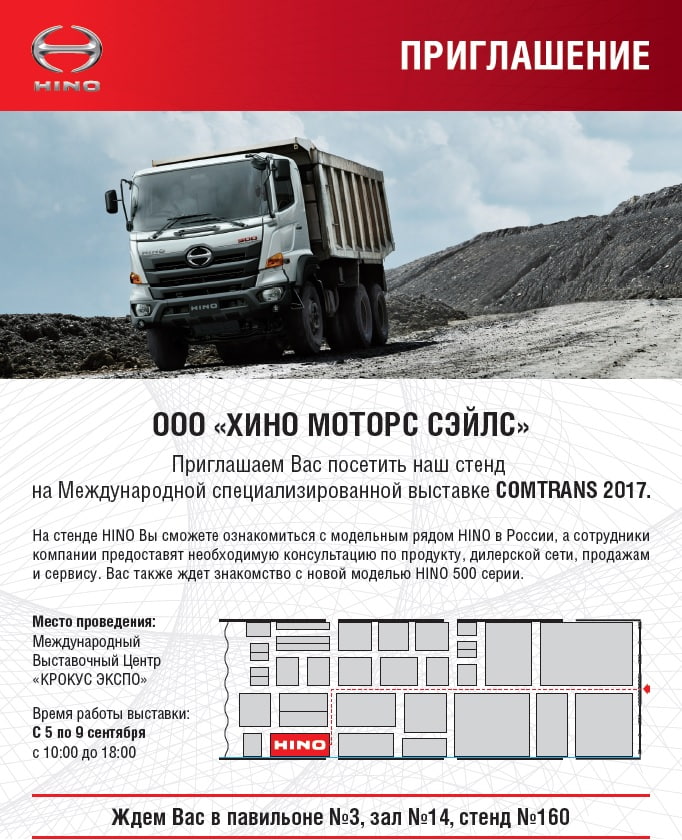 HINO
ПРИГЛАШЕНИЕ
500
HINO
HINO
ООО «ХИНО МОТОРС СЭЙЛС»
Приглашаем Вас посетить наш стенд
на Международной специализированной выставке COMTRANS 2017.
На стенде HINO Вы сможете ознакомиться с модельным рядом HINO в России, а сотрудники
компании предоставят необходимую консультацию по продукту, дилерской сети, продажам
и сервису. Вас также ждет знакомство с новой моделью HINO 500 серии.
Место проведения:
Международный
Выставочный Центр
«КРОКУС ЭКСПО»
Время работы выставки:
С 5 по 9 сентября
с 10:00 до 18:00
HINO
Ждем Вас в павильоне №3, зал №14, стенд №160